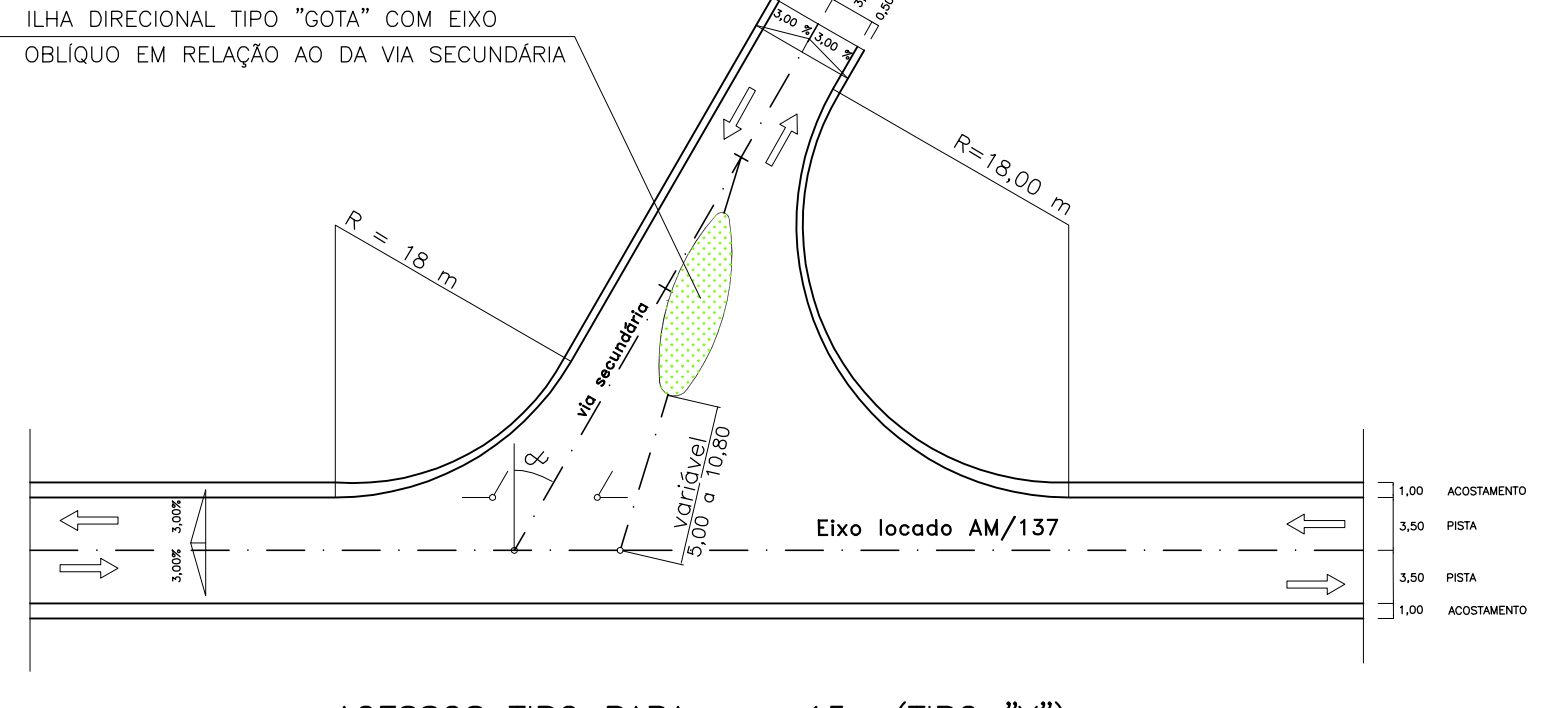 ILHA DIRECIONAL TIPO "GOTA" COM EIXO
OBLÍQUO EM RELAÇÃO AO DA VIA SECUNDÁRIA
0,50
3,00 %
3,00 %
R=18,00 m
R = 18 m
via secundária
α
variável
5,00 a 10,80
3,00%
3,00%
Eixo locado AM/137
1,00 ACOSTAMENTO
3,50 PISTA
3,50 PISTA
1,00 ACOSTAMENTO